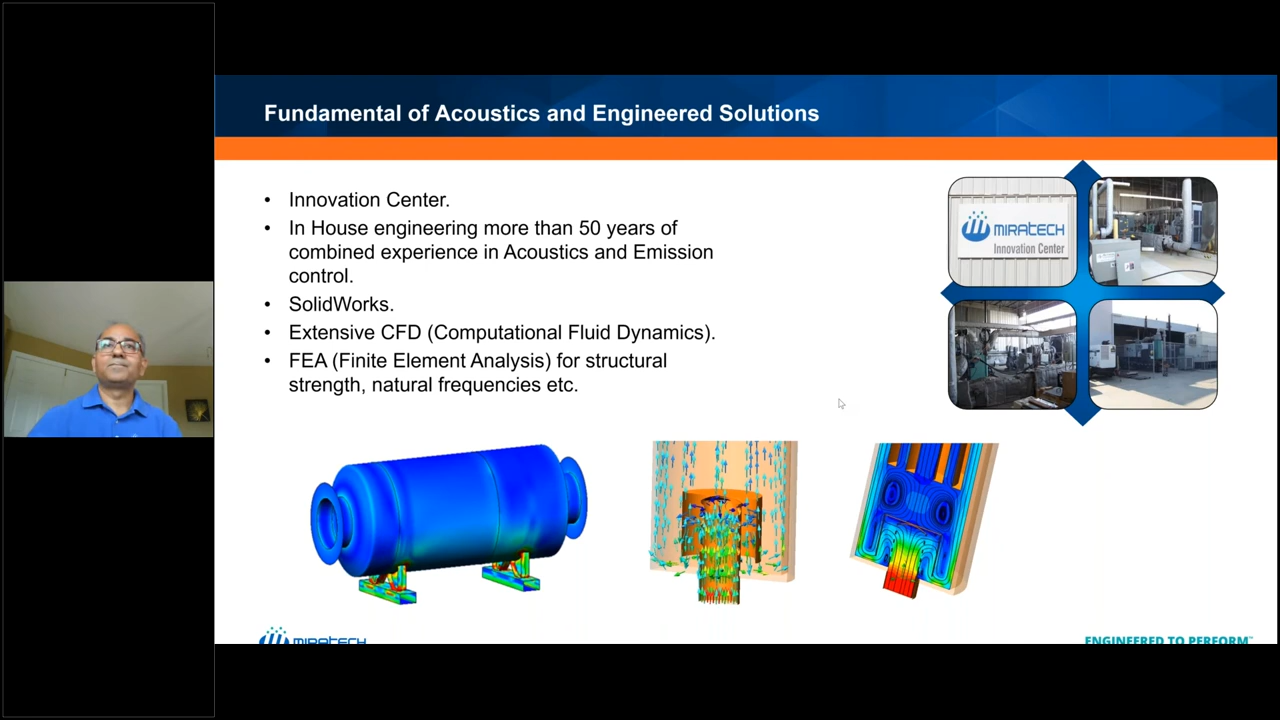 Fundamental of Acoustics and Engineered Solutions
• Innovation Center.
• In House engineering more than 50 years of
combined experience in Acoustics and Emission
control.
• SolidWorks.
• Extensive CFD (Computational Fluid Dynamics).
• FEA (Finite Element Analysis) for structural
strength, natural frequencies etc.
MIRATECH
Innovation Center
MIRATECH
ENGINEERED TO PERFORM™